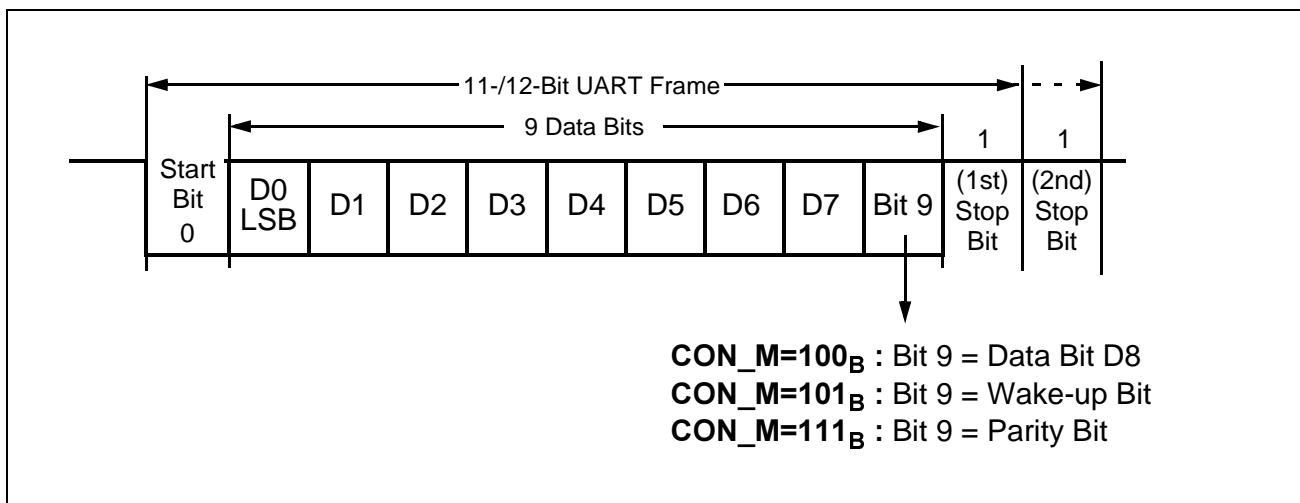 11-/12-Bit UART Frame
9 Data Bits
1
1
Start
Bit
0
D0
LSB
D1
D2
D3
D4
D5
D6
D7
Bit 9
(1st)
Stop
Bit
(2nd)
Stop
Bit
CON_M=100B : Bit 9 = Data Bit D8
CON_M=101B : Bit 9 = Wake-up Bit
CON_M=111B : Bit 9 = Parity Bit